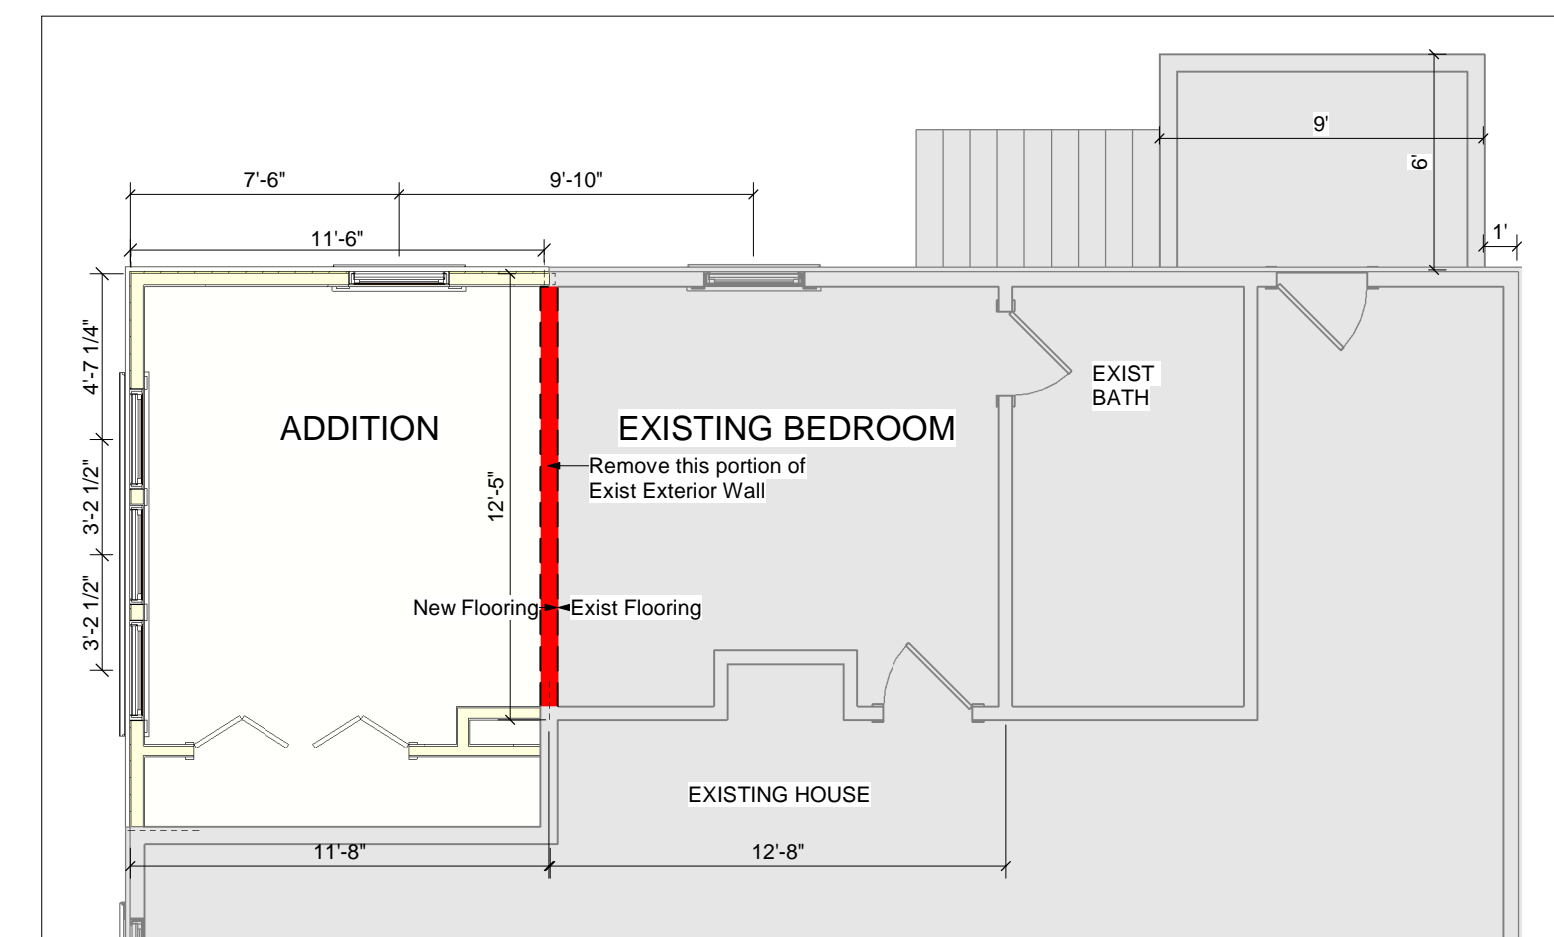 9'
6'
7'-6"
9'-10"
1'
11'-6"
4'-7 1/4"
EXIST
BATH
ADDITION
EXISTING BEDROOM
Remove this portion of
Exist Exterior Wall
3'-2 1/2"
12'-5"
New Flooring
Exist Flooring
3'-2 1/2"
EXISTING HOUSE
11'-8"
12'-8"